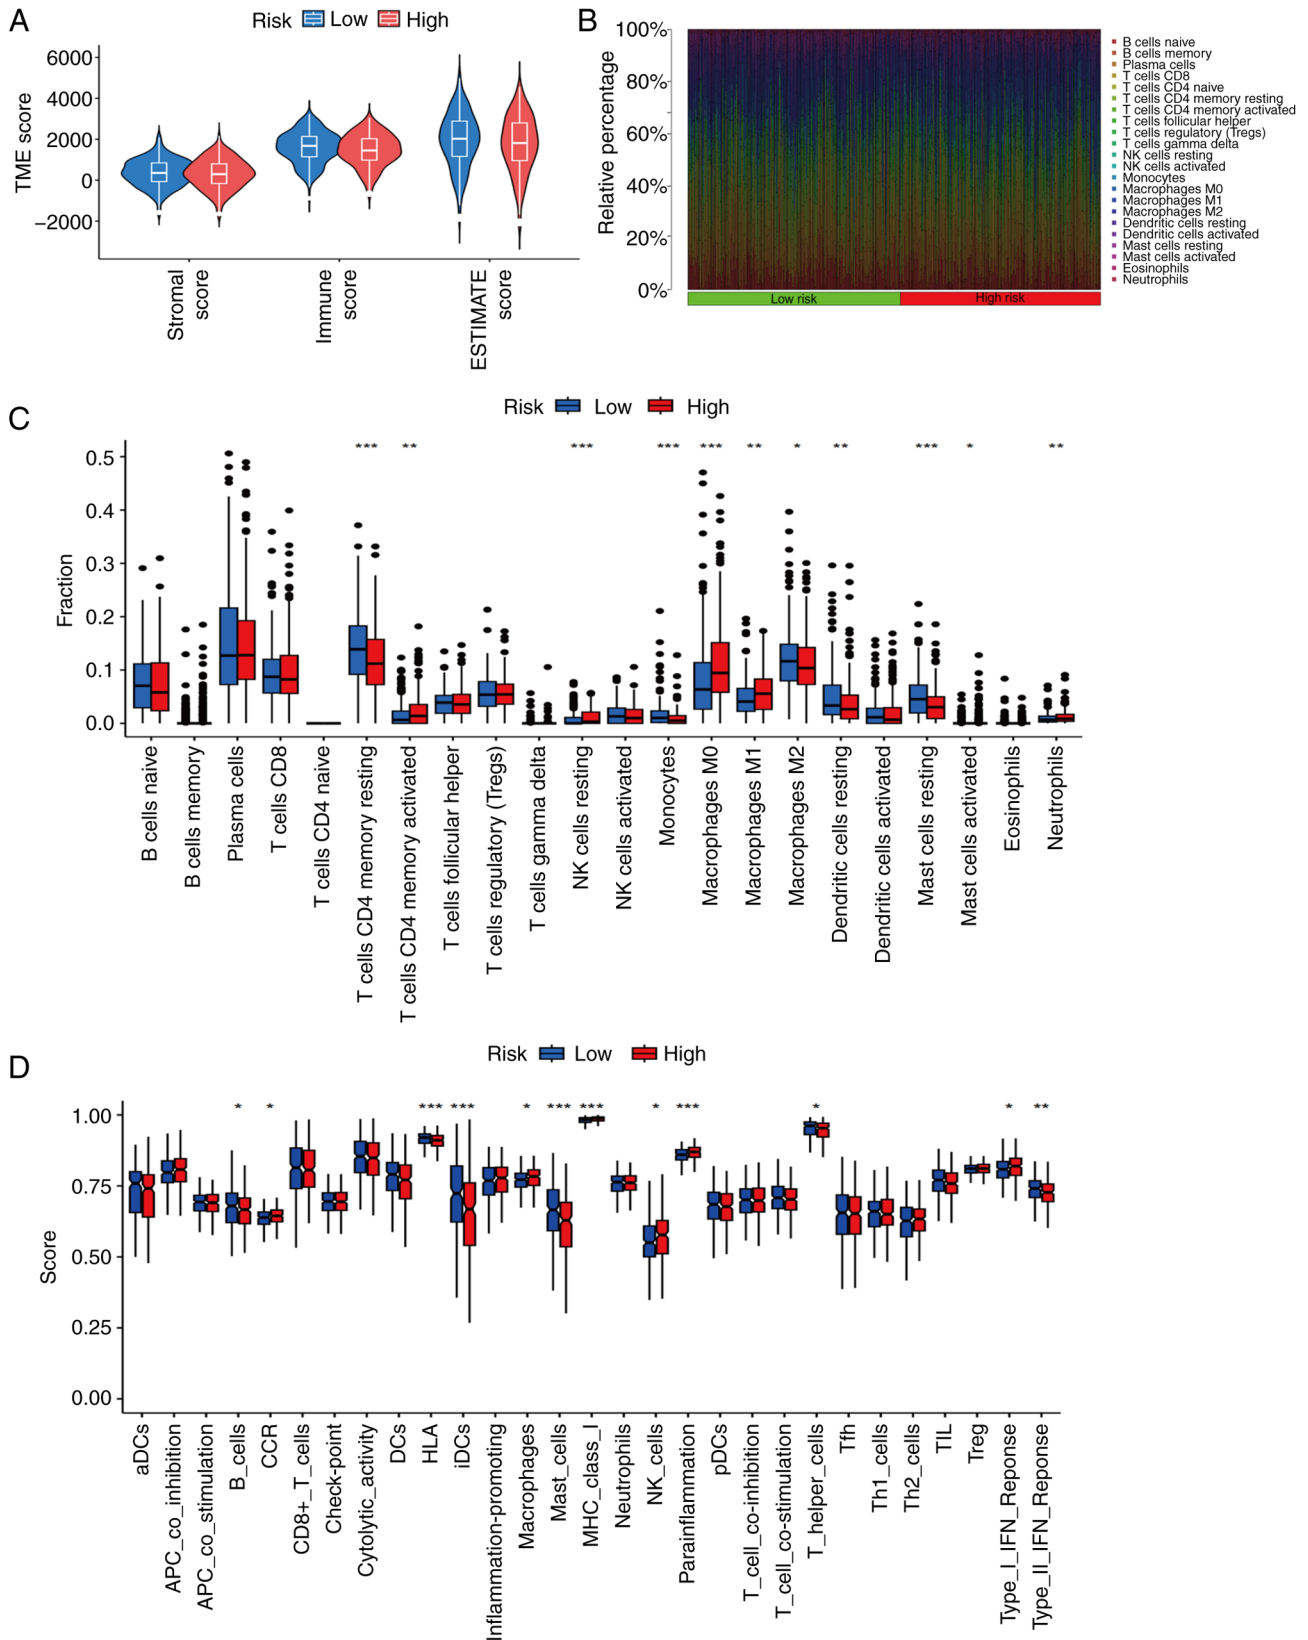 A
Risk Low High
TME score
6000
4000
2000
0
−2000
Stromal score
Immune score
ESTIMATE score
B
Relative percentage
100%
80%
60%
40%
20%
0%
Low risk
High risk
B cells naive
B cells memory
Plasma cells
T cells CD8
T cells CD4 naive
T cells CD4 memory resting
T cells CD4 memory activated
T cells follicular helper
T cells regulatory (Tregs)
T cells gamma delta
NK cells resting
NK cells activated
Monocytes
Macrophages M0
Macrophages M1
Macrophages M2
Dendritic cells resting
Dendritic cells activated
Mast cells resting
Mast cells activated
Eosinophils
Neutrophils
C
Risk Low High
*** ** *** *** *** ** * ** *** * **
Fraction
0.5
0.4
0.3
0.2
0.1
0.0
B cells naive
B cells memory
Plasma cells
T cells CD8
T cells CD4 naive
T cells CD4 memory resting
T cells CD4 memory activated
T cells follicular helper
T cells regulatory (Tregs)
T cells gamma delta
NK cells resting
NK cells activated
Monocytes
Macrophages M0
Macrophages M1
Macrophages M2
Dendritic cells resting
Dendritic cells activated
Mast cells resting
Mast cells activated
Eosinophils
Neutrophils
D
Risk Low High
* * *** *** * *** *** * *** * * **
Score
1.00
0.75
0.50
0.25
0.00
aDCs
APC_co_inhibition
APC_co_stimulation
B_cells
CCR
CD8+_T_cells
Check-point
Cytolytic_activity
DCs
HLA
iDCs
Inflammation-promoting
Macrophages
Mast_cells
MHC_class_I
Neutrophils
NK_cells
Parainflammation
pDCs
T_cell_co-inhibition
T_cell_co-stimulation
T_helper_cells
Tfh
Th1_cells
Th2_cells
TIL
Treg
Type_I_IFN_Reponse
Type_II_IFN_Reponse